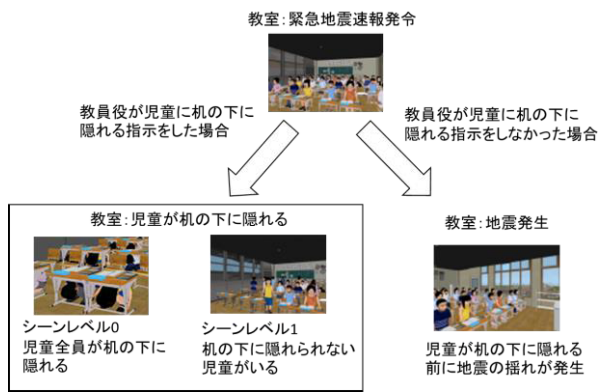 教室：緊急地震速報発令
教員役が児童に机の下に
隠れる指示をした場合
教員役が児童に机の下に
隠れる指示をしなかった場合
教室：児童が机の下に隠れる
シーンレベル0
児童全員が机の下に
隠れる
シーンレベル1
机の下に隠れられない
児童がいる
教室：地震発生
児童が机の下に隠れる
前に地震の揺れが発生